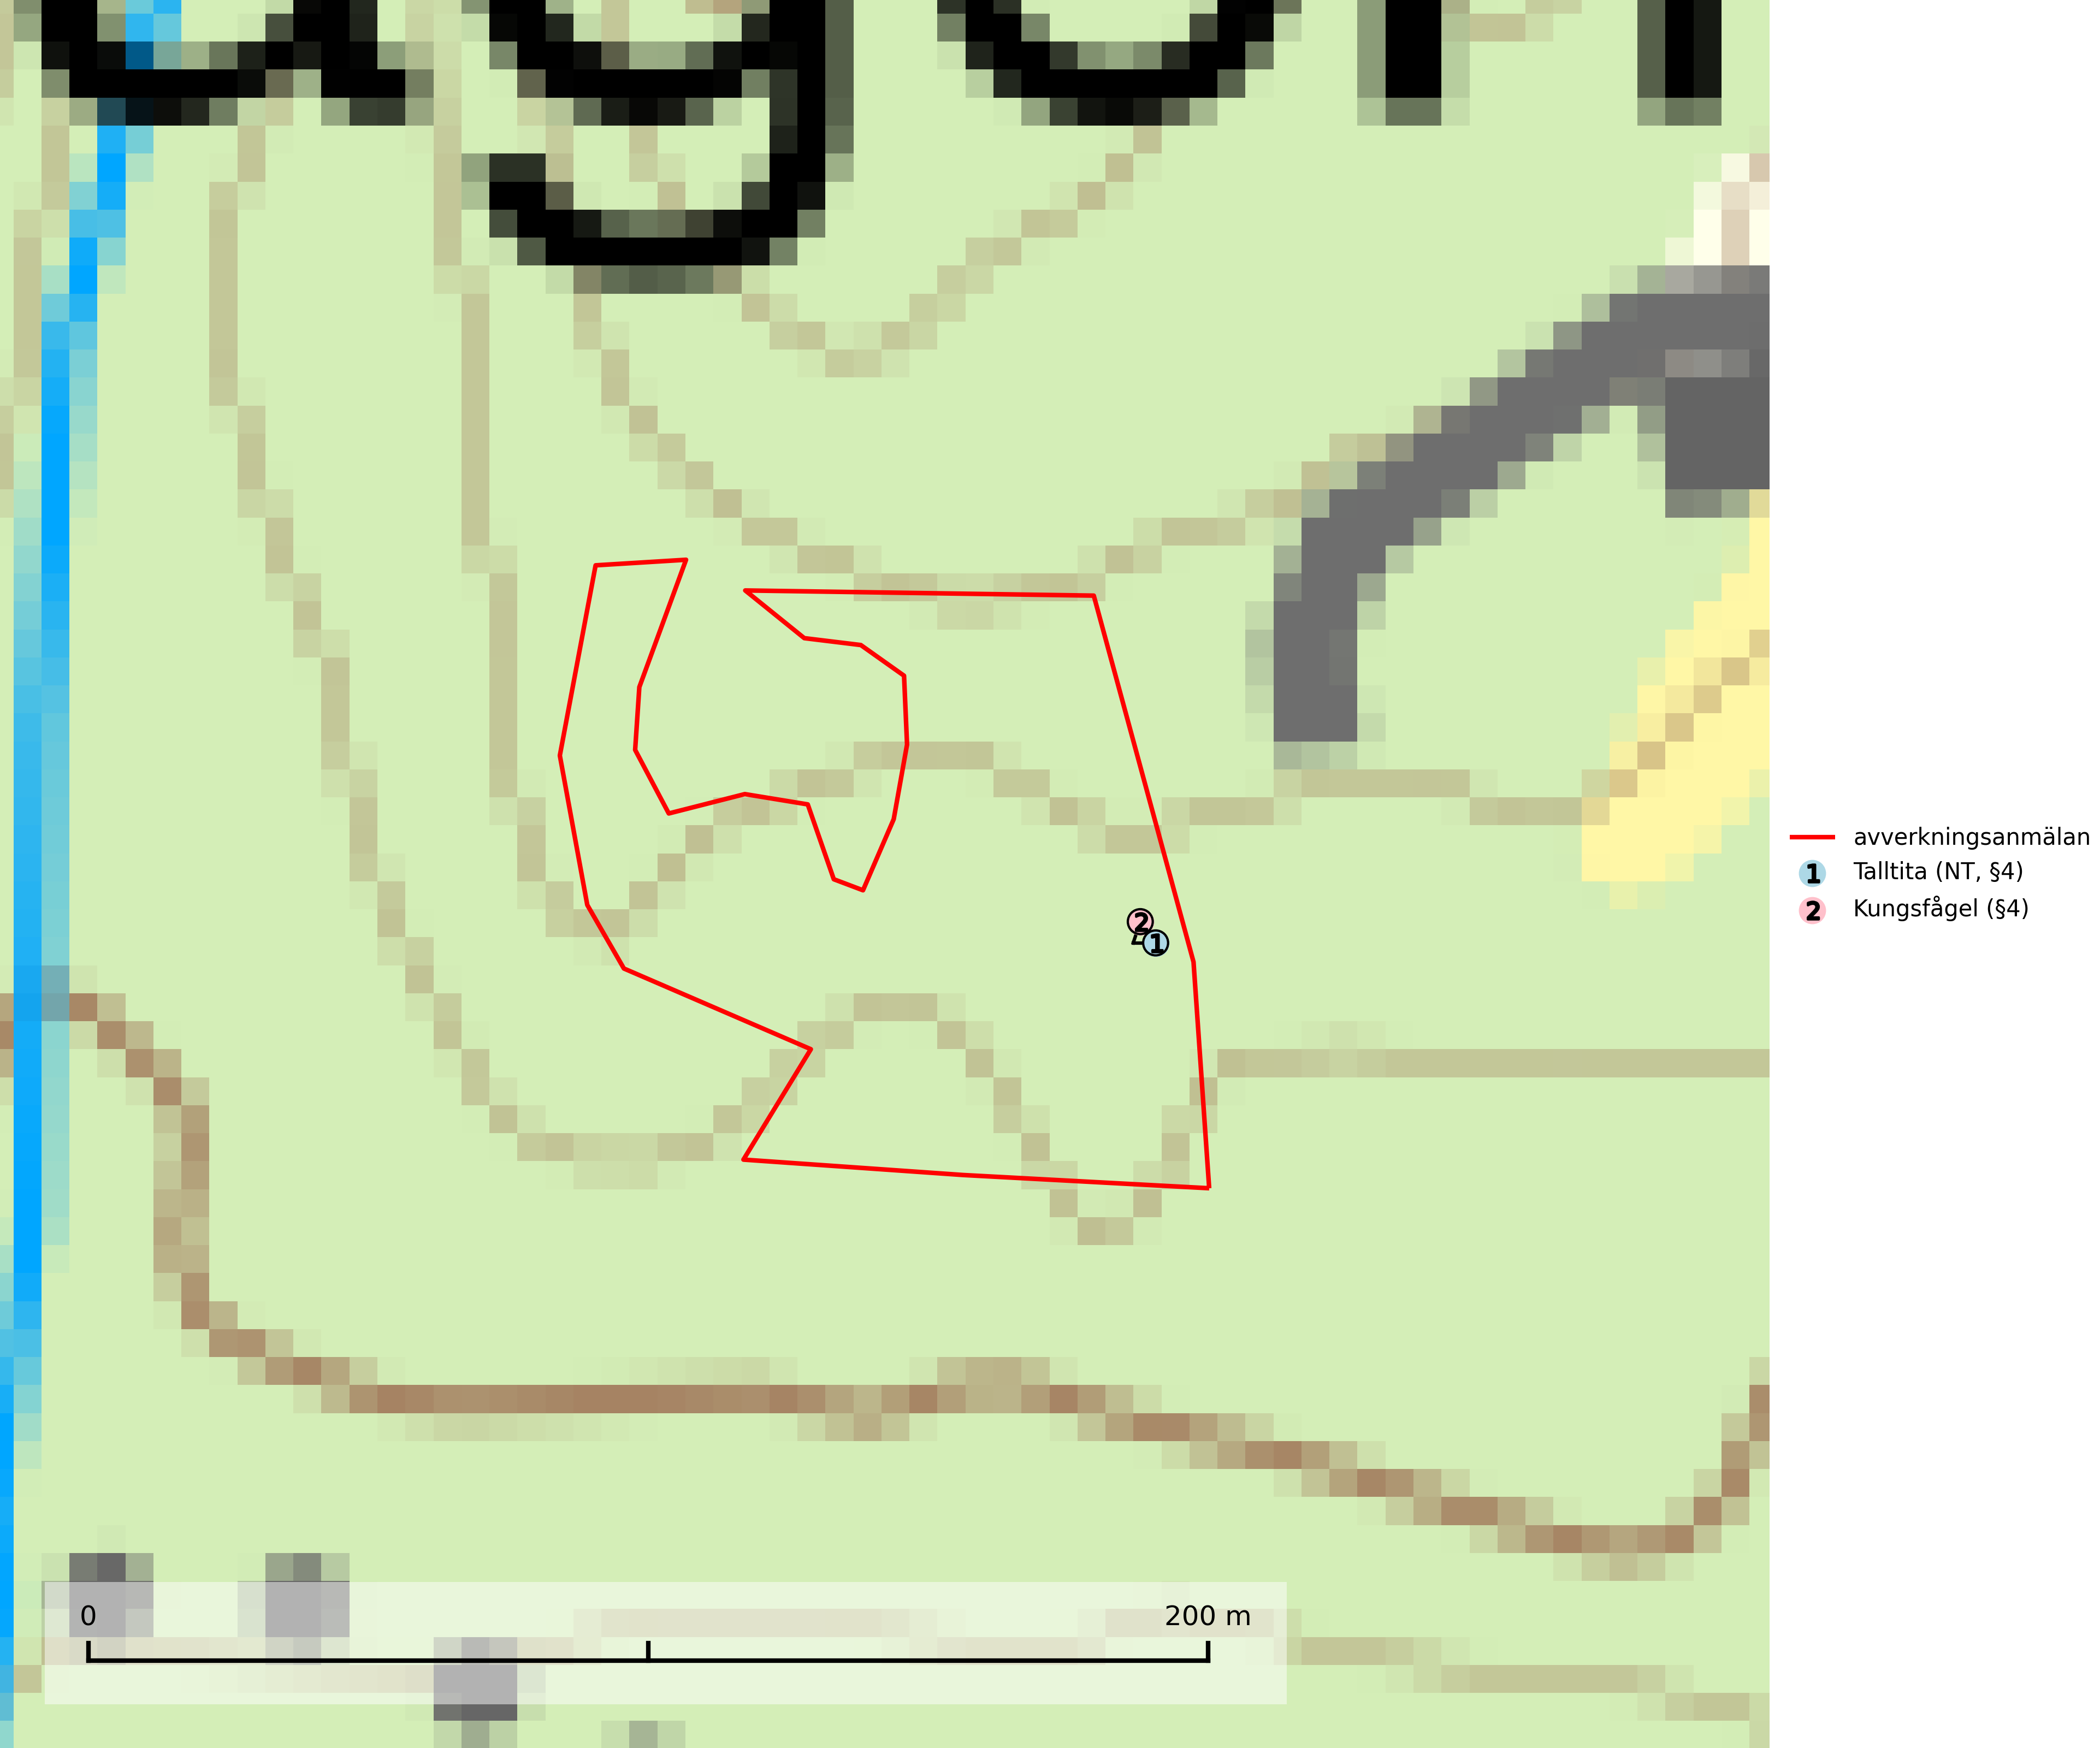 avverkningsanmälan
1 Talltita (NT, §4)
2 Kungsfågel (§4)
2
1
0 200 m